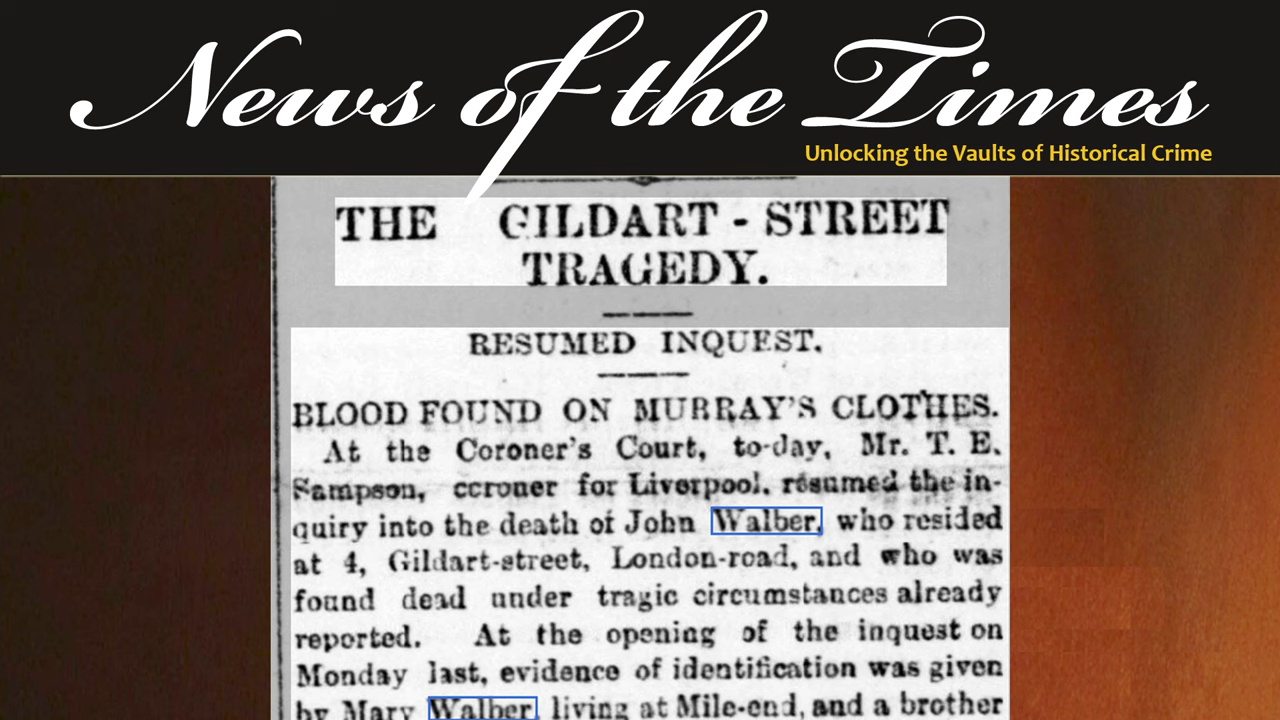 News of the Times
Unlocking the Vaults of Historical Crime
THE GILDART - STREET
TRAGEDY.
RESUMED INQUEST.
BLOOD FOUND ON MURRAY'S CLOTHES.
At the Coroner's Court, to-day, Mr. T. E.
Sampson, coroner for Liverpool, resumed the in-
quiry into the death of John Walber, who resided
at 4, Gildart-street, London-road, and who was
found dead under tragic circumstances already
reported. At the opening of the inquest on
Monday last, evidence of identification was given
by Mary Walber, living at Mile-end, and a brother